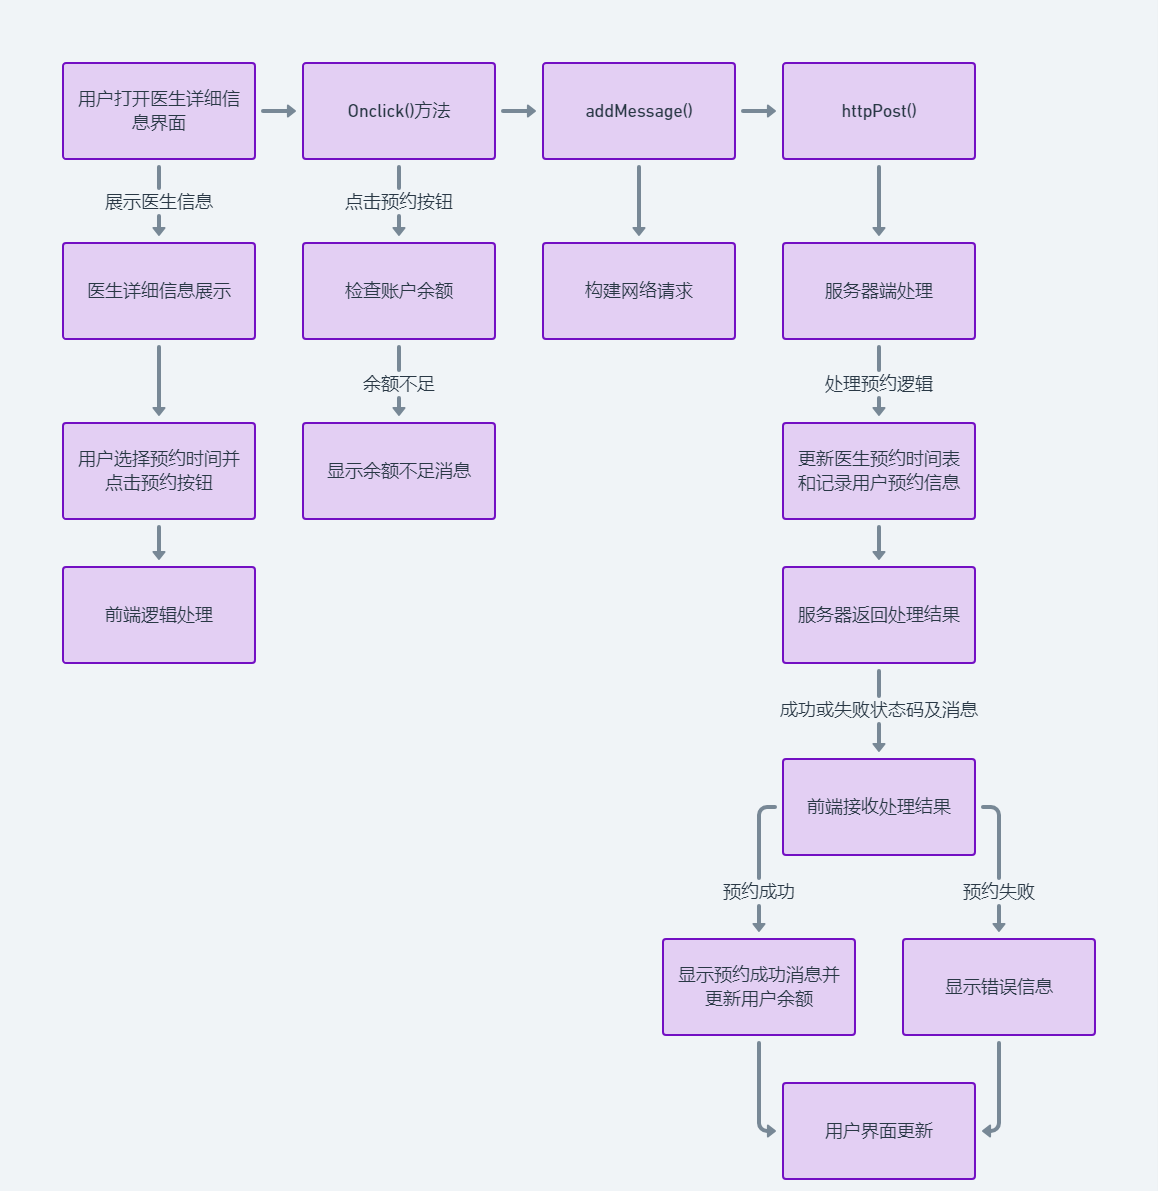 用户打开医生详细信
息界面
Onclick()方法
addMessage()
httpPost()
展示医生信息
点击预约按钮
医生详细信息展示
检查账户余额
构建网络请求
服务器端处理
余额不足
处理预约逻辑
用户选择预约时间并
点击预约按钮
显示余额不足消息
更新医生预约时间表
和记录用户预约信息
前端逻辑处理
服务器返回处理结果
成功或失败状态码及消息
前端接收处理结果
预约成功
预约失败
显示预约成功消息并
更新用户余额
显示错误信息
用户界面更新